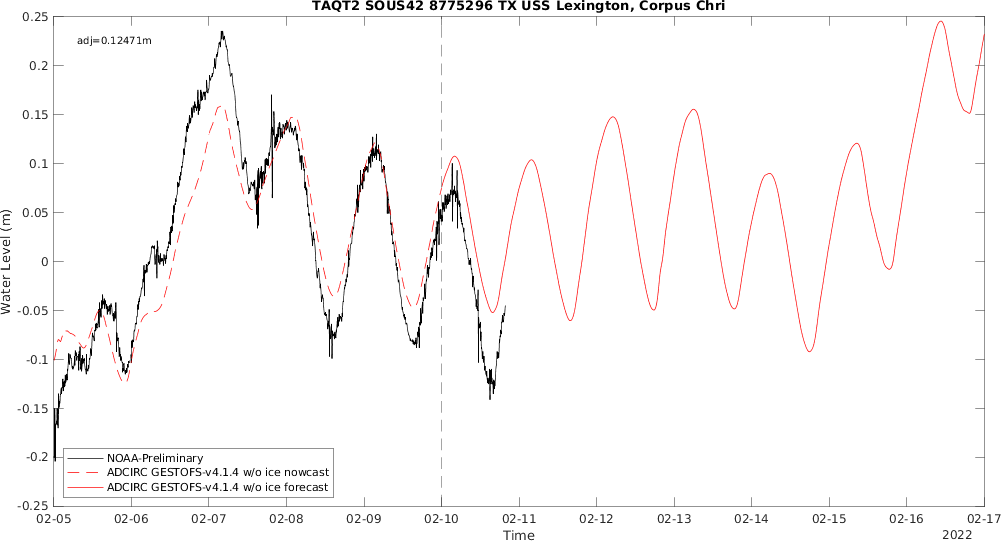 TAQT2 SOUS42 8775296 TX USS Lexington, Corpus Chri
adj=0.12471m
0.25
0.2
0.15
0.1
0.05
0
-0.05
-0.1
-0.15
-0.2
-0.25
Water Level (m)
NOAA-Preliminary
ADCIRC GESTOFS-v4.1.4 w/o ice nowcast
ADCIRC GESTOFS-v4.1.4 w/o ice forecast
02-05 02-06 02-07 02-08 02-09 02-10 02-11 02-12 02-13 02-14 02-15 02-16 02-17
Time
2022